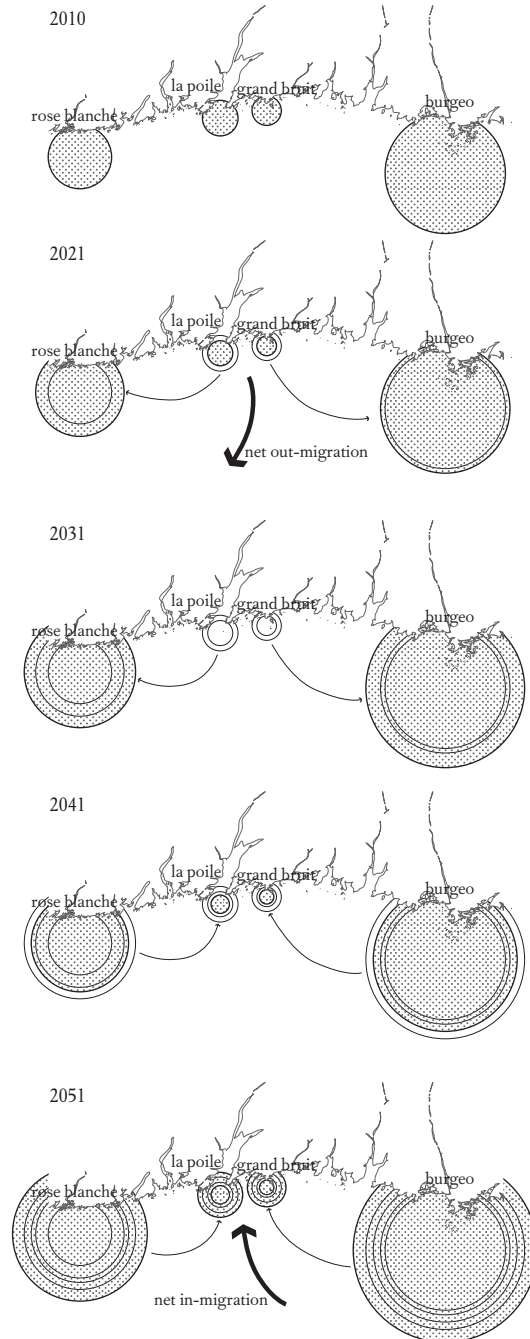 2010
la poile
grand bruit
rose blanche
burgeo
2021
la poile
grand bruit
rose blanche
burgeo
net out-migration
2031
la poile
grand bruit
rose blanche
burgeo
2041
la poile
grand bruit
rose blanche
burgeo
2051
la poile
grand bruit
rose blanche
burgeo
net in-migration